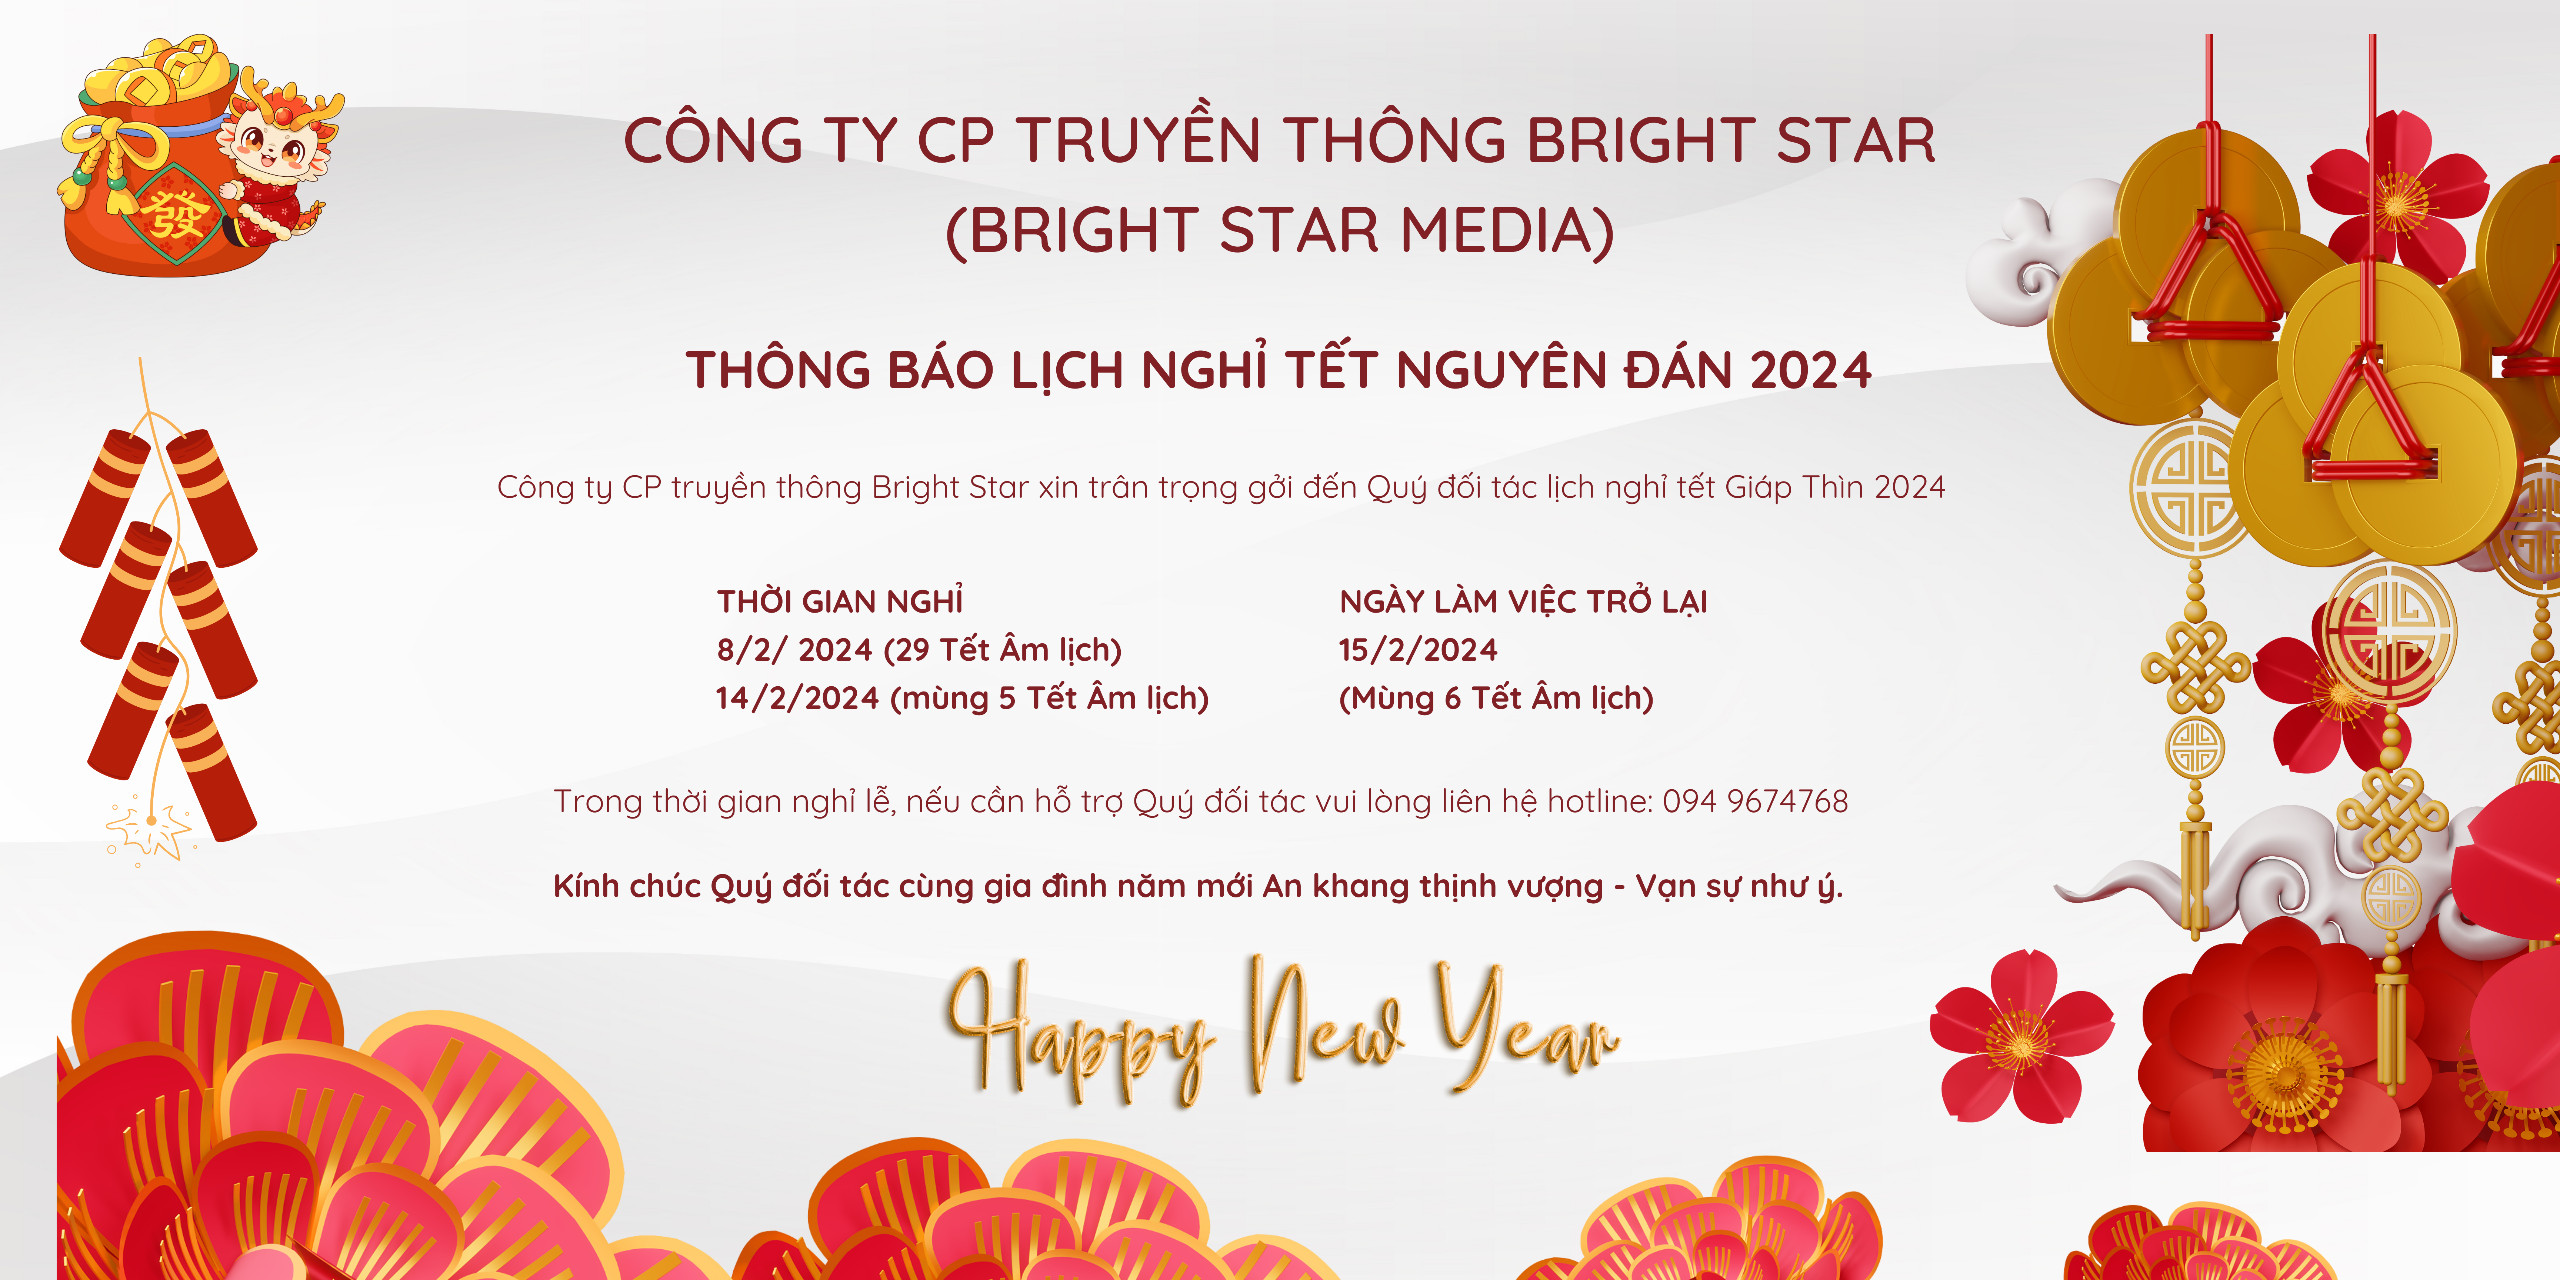 發
CÔNG TY CP TRUYỀN THÔNG BRIGHT STAR
(BRIGHT STAR MEDIA)
THÔNG BÁO LỊCH NGHỈ TẾT NGUYÊN ĐÁN 2024
Công ty CP truyền thông Bright Star xin trân trọng gởi đến Quý đối tác lịch nghỉ tết Giáp Thìn 2024
THỜI GIAN NGHỈ
8/2/ 2024 (29 Tết Âm lịch)
14/2/2024 (mùng 5 Tết Âm lịch)
NGÀY LÀM VIỆC TRỞ LẠI
15/2/2024
(Mùng 6 Tết Âm lịch)
Trong thời gian nghỉ lễ, nếu cần hỗ trợ Quý đối tác vui lòng liên hệ hotline: 094 9674768
Kính chúc Quý đối tác cùng gia đình năm mới An khang thịnh vượng - Vạn sự như ý.
Happy New Year